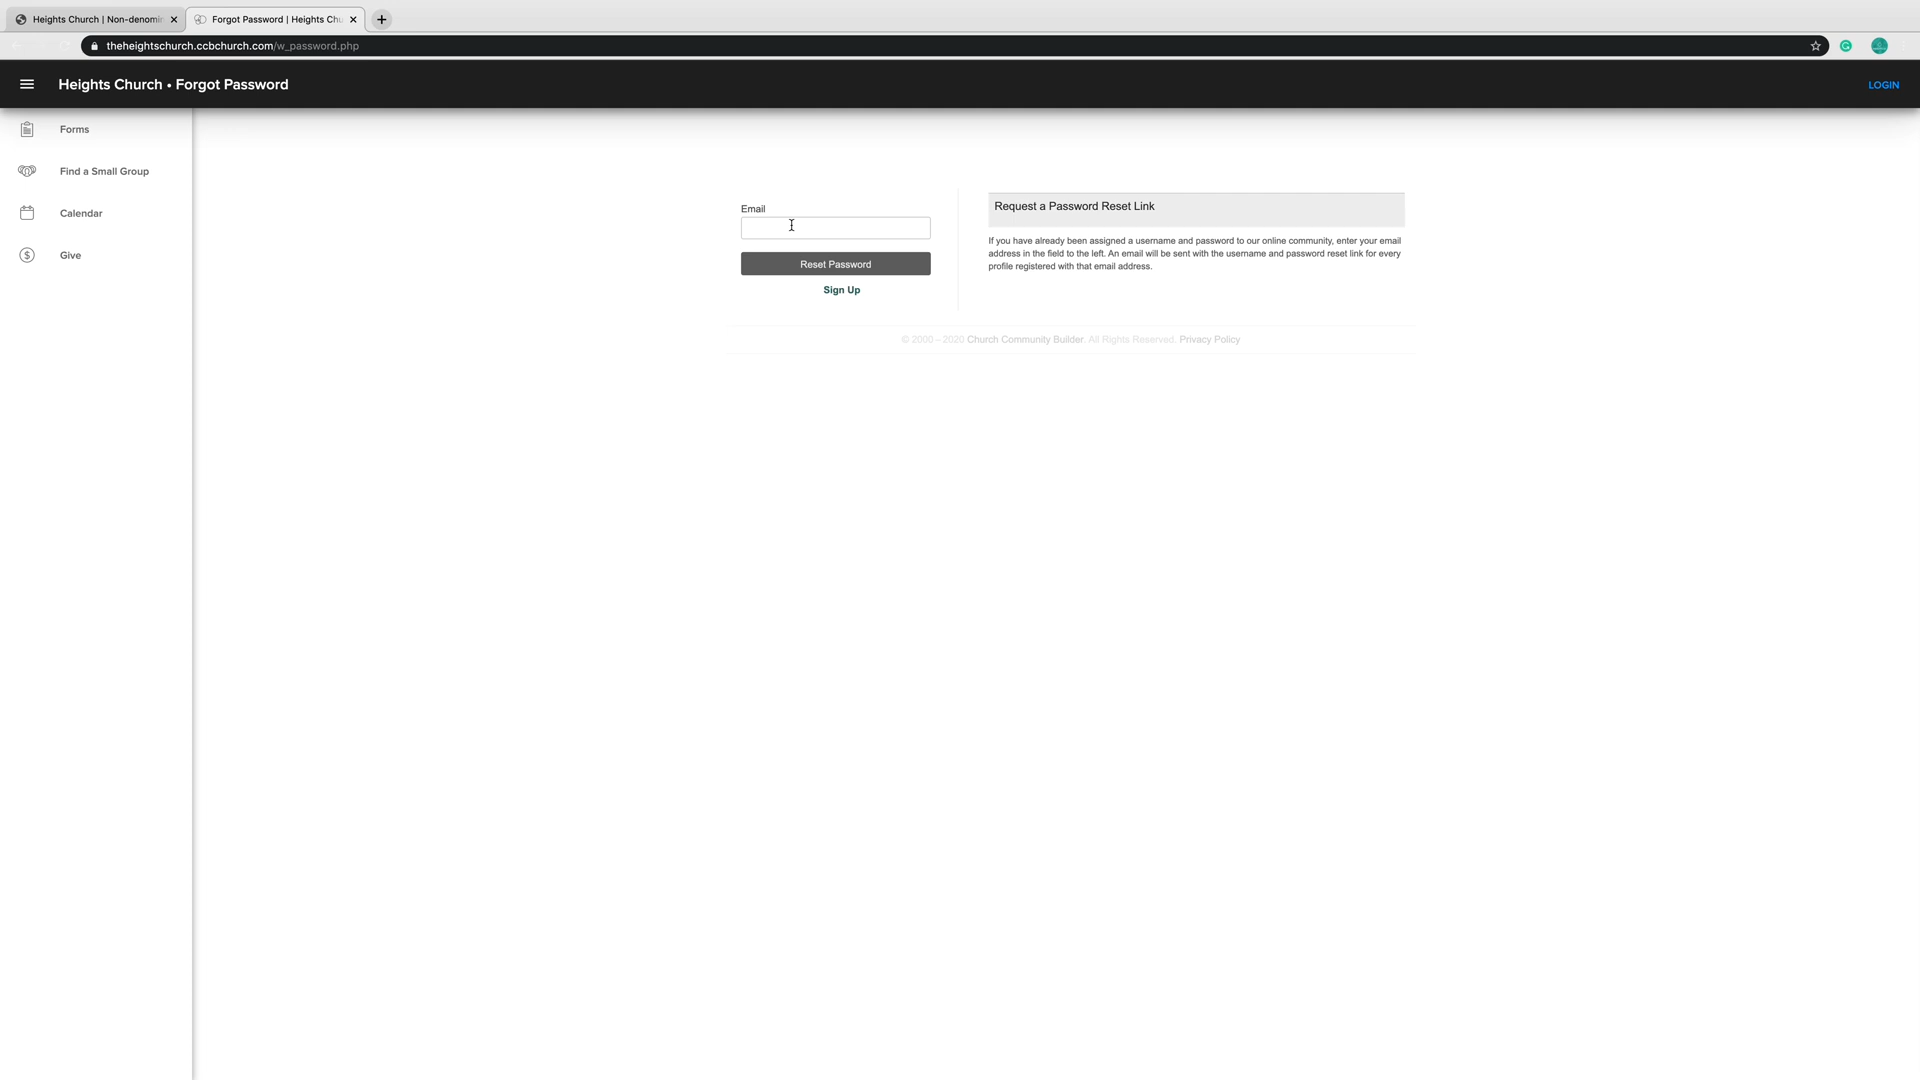 Heights Church | Non-denomin
Forgot Password | Heights Chu
theheightschurch.ccbchurch.com/w_password.php
Heights Church • Forgot Password
LOGIN
Forms
Find a Small Group
Calendar
Give
Email
Reset Password
Sign Up
Request a Password Reset Link
If you have already been assigned a username and password to our online community, enter your email
address in the field to the left. An email will be sent with the username and password reset link for every
profile registered with that email address.
© 2000 - 2020 Church Community Builder. All Rights Reserved. Privacy Policy